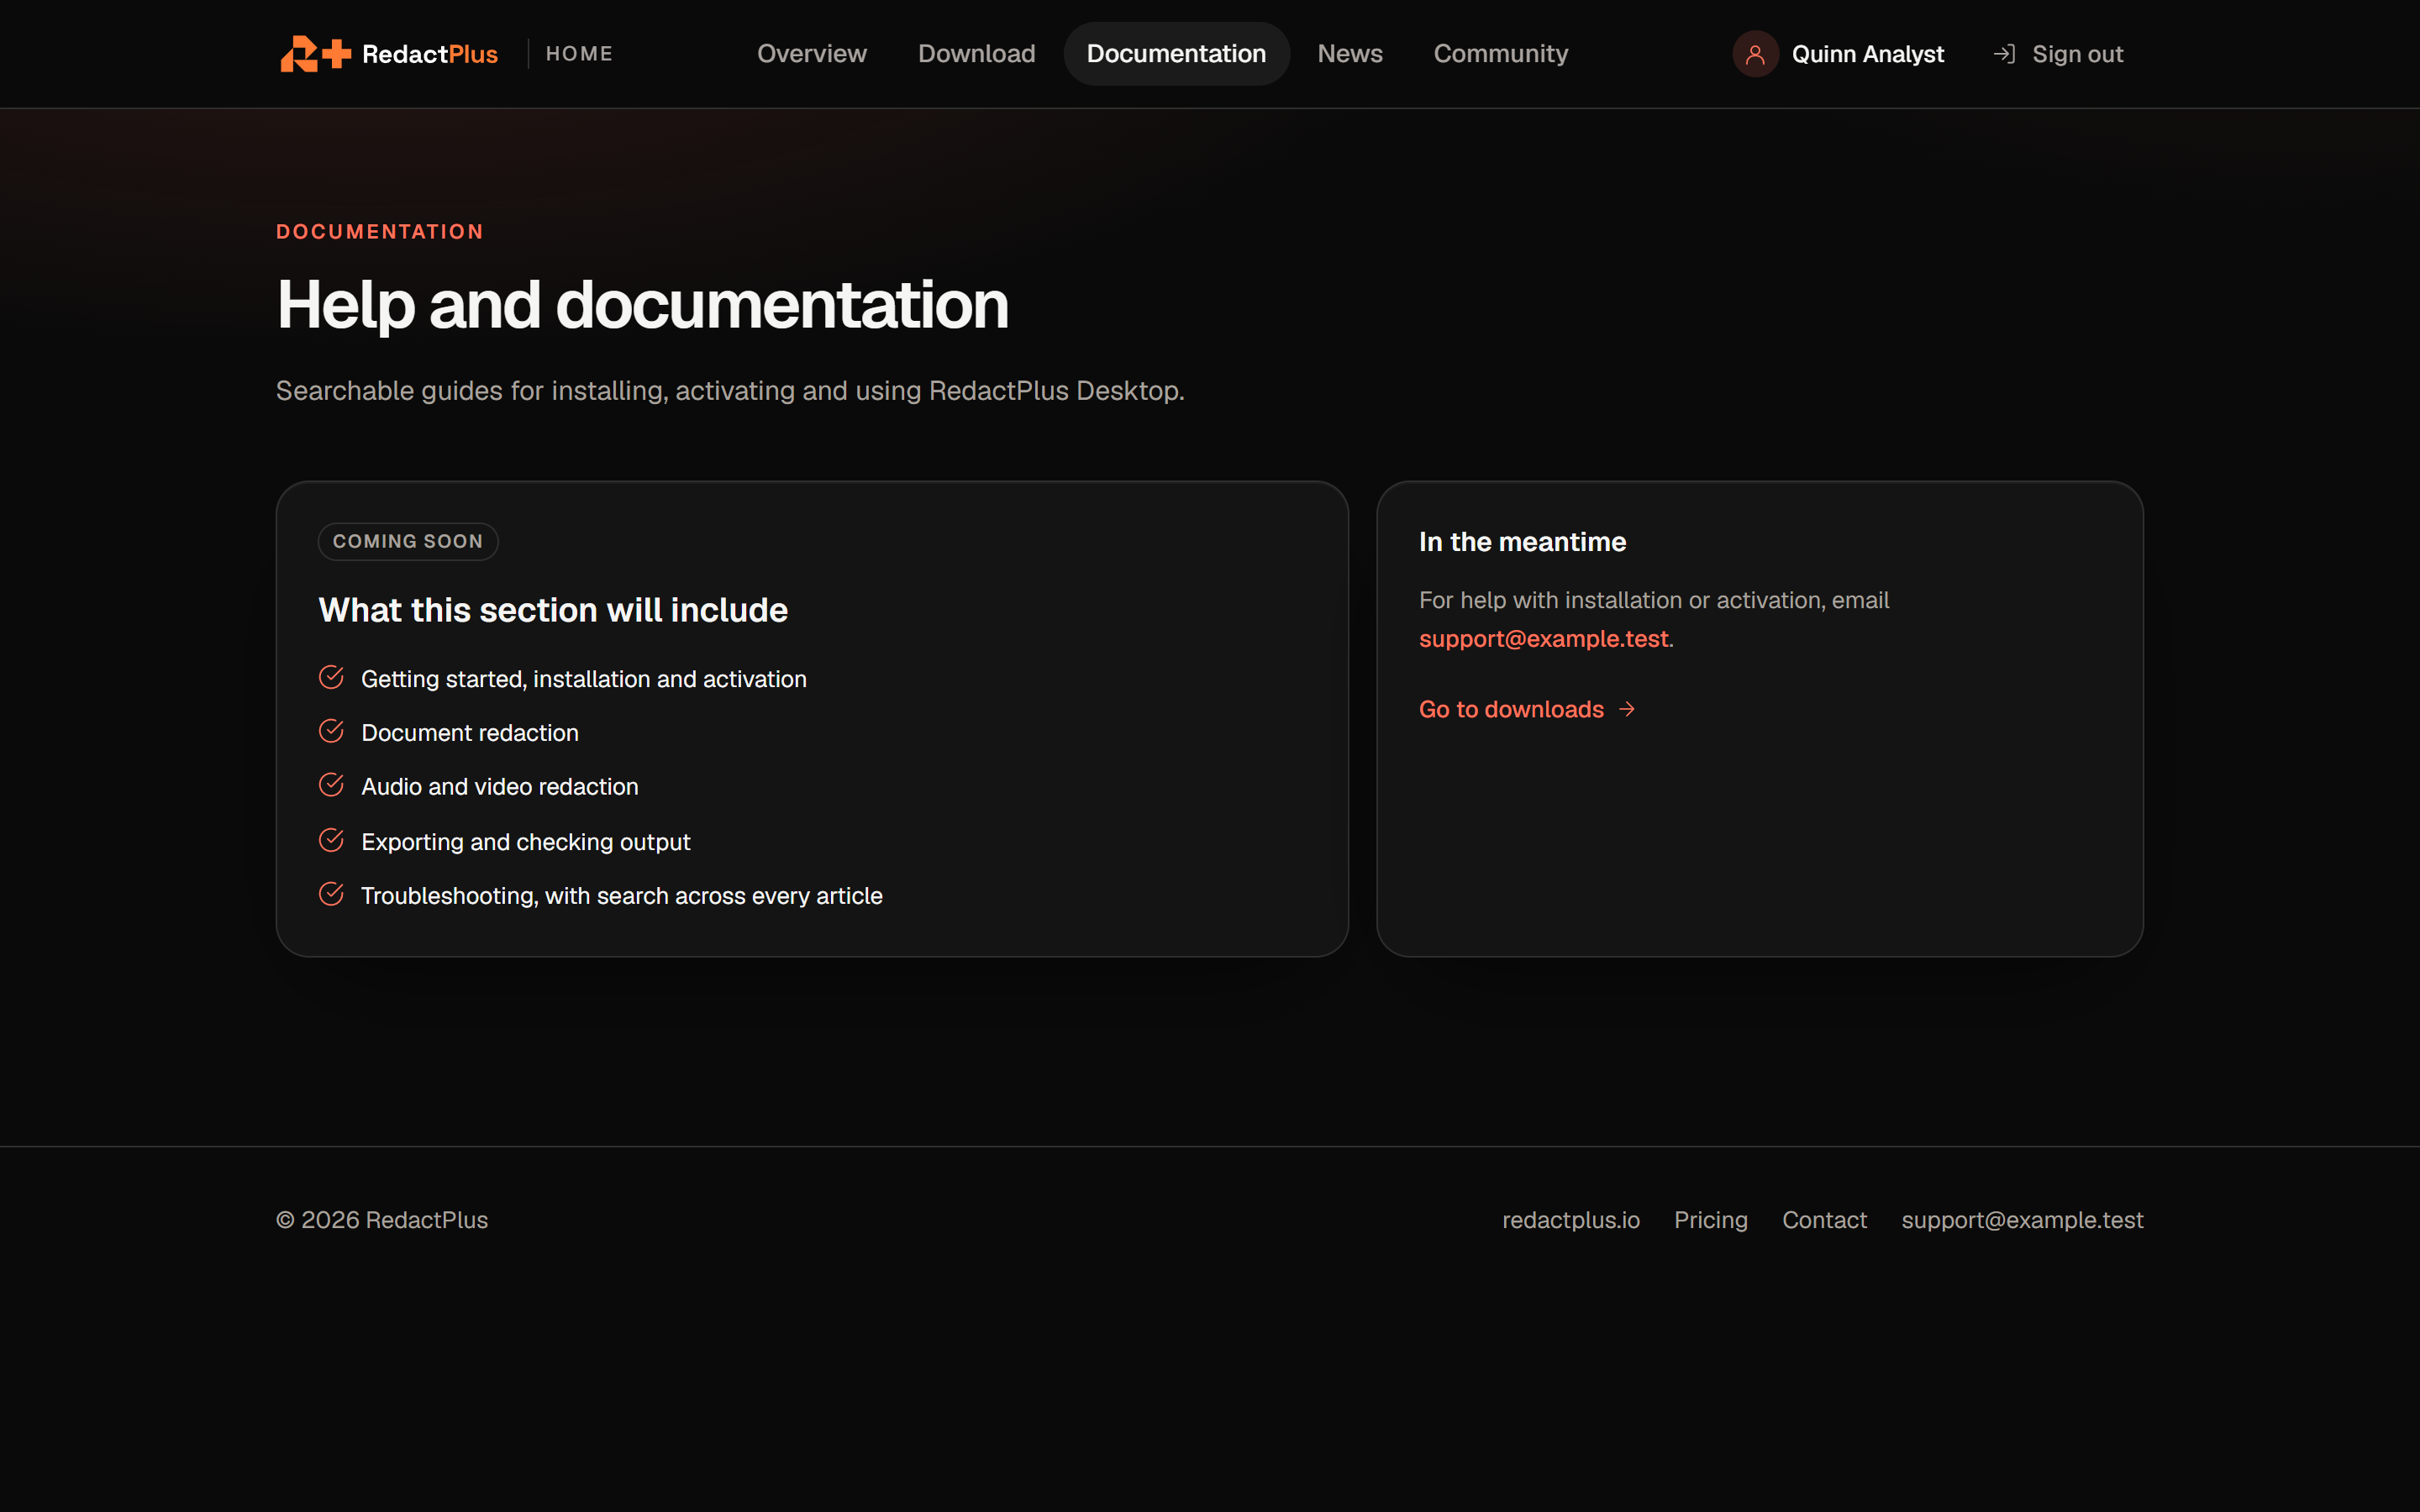 RedactPlus
HOME
Overview
Download
Documentation
News
Community
Quinn Analyst
Sign out
DOCUMENTATION
Help and documentation
Searchable guides for installing, activating and using RedactPlus Desktop.
COMING SOON
What this section will include
Getting started, installation and activation
Document redaction
Audio and video redaction
Exporting and checking output
Troubleshooting, with search across every article
In the meantime
For help with installation or activation, email
support@example.test.
Go to downloads →
© 2026 RedactPlus
redactplus.io
Pricing
Contact
support@example.test